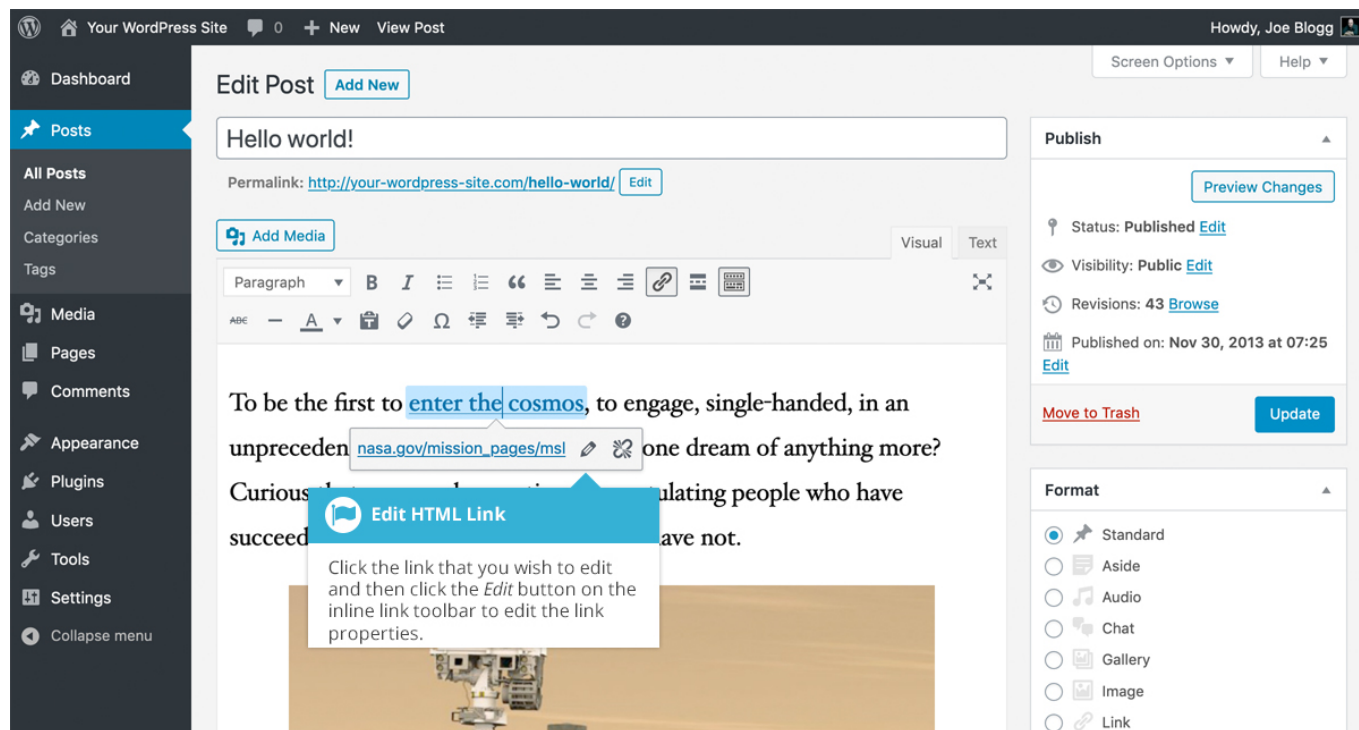 Your WordPress Site 0 + New View Post Howdy, Joe Blogg
Dashboard
Posts
All Posts
Add New
Categories
Tags
Media
Pages
Comments
Appearance
Plugins
Users
Tools
Settings
Collapse menu
Screen Options ▼ Help ▼
Edit Post Add New
Hello world!
Permalink: http://your-wordpress-site.com/hello-world/ Edit
Add Media
Visual Text
Paragraph ▼ B I
ABC A ▼ Ω
To be the first to enter the cosmos, to engage, single-handed, in an
unpreceden nasa.gov/mission_pages/msl one dream of anything more?
Curious ulating people who have
succeed ave not.
Edit HTML Link
Click the link that you wish to edit
and then click the Edit button on the
inline link toolbar to edit the link
properties.
Publish
Preview Changes
Status: Published Edit
Visibility: Public Edit
Revisions: 43 Browse
Published on: Nov 30, 2013 at 07:25
Edit
Move to Trash Update
Format
Standard
Aside
Audio
Chat
Gallery
Image
Link